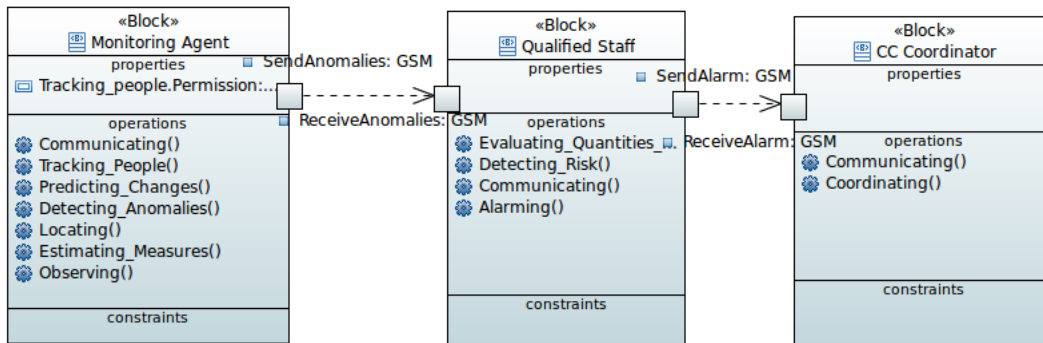 «Block»
Monitoring Agent
properties
Tracking_people.Permission:...
operations
Communicating()
Tracking_People()
Predicting_Changes()
Detecting_Anomalies()
Locating()
Estimating_Measures()
Observing()
constraints
SendAnomalies: GSM
ReceiveAnomalies: GSM
«Block»
Qualified Staff
properties
operations
Evaluating_Quantities_...
Detecting_Risk()
Communicating()
Alarming()
constraints
SendAlarm: GSM
ReceiveAlarm: GSM
«Block»
CC Coordinator
properties
operations
Communicating()
Coordinating()
constraints